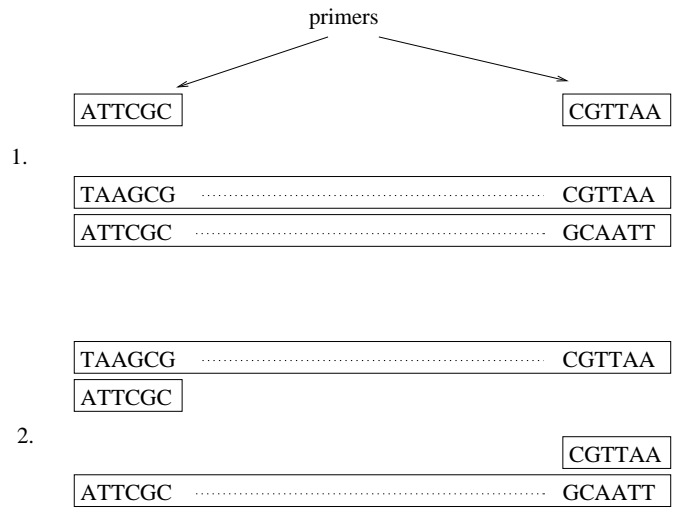 primers
ATTCGC CGTTAA
1.
TAAGCG CGTTAA
ATTCGC GCAATT
TAAGCG CGTTAA
ATTCGC
2.
CGTTAA
ATTCGC GCAATT